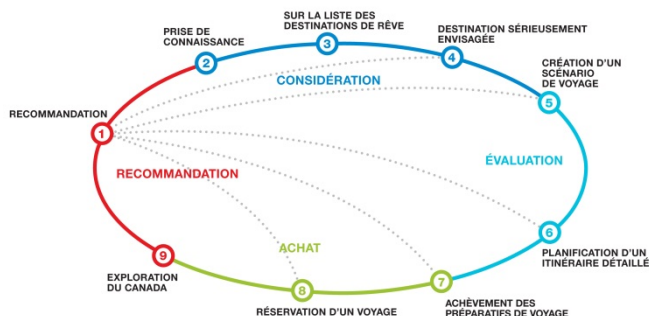 RECOMMANDATION
1
PRISE DE
CONNAISSANCE
2
SUR LA LISTE DES
DESTINATIONS DE RÊVE
3
DESTINATION SÉRIEUSEMENT
ENVISAGÉE
4
CRÉATION D'UN
SCÉNARIO
DE VOYAGE
5
6
PLANIFICATION D'UN
ITINÉRAIRE DÉTAILLÉ
7
ACHÈVEMENT DES
PRÉPARATIFS DE VOYAGE
8
RÉSERVATION D'UN VOYAGE
9
EXPLORATION
DU CANADA
CONSIDÉRATION
ÉVALUATION
ACHAT
RECOMMANDATION